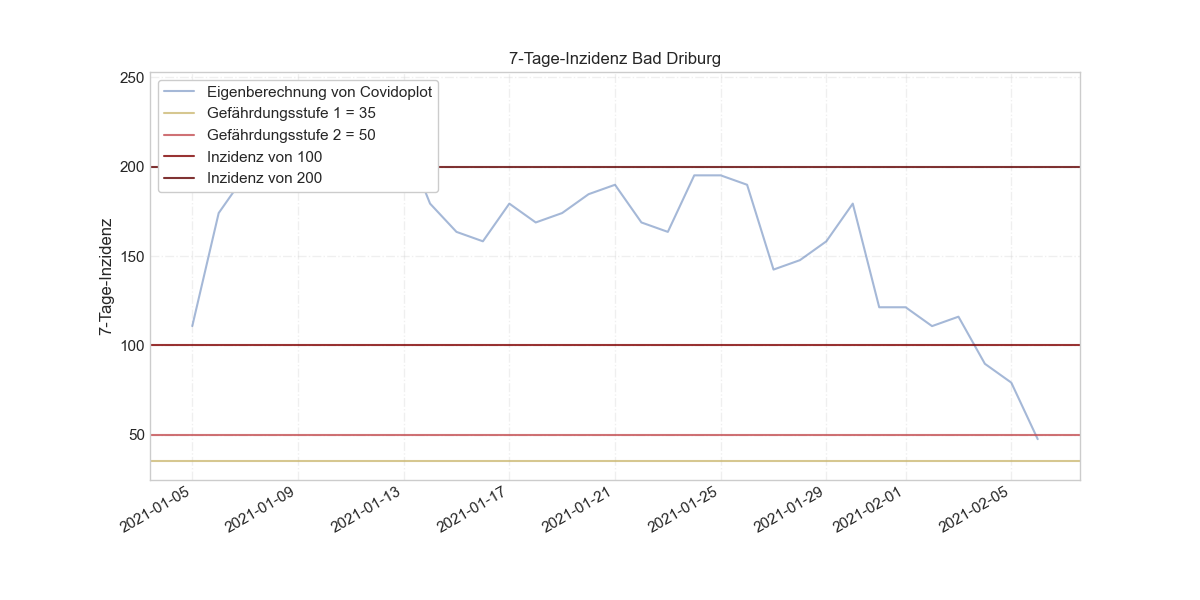 7-Tage-Inzidenz Bad Driburg
Eigenberechnung von Covidoplot
Gefährdungsstufe 1 = 35
Gefährdungsstufe 2 = 50
Inzidenz von 100
Inzidenz von 200
7-Tage-Inzidenz
250
200
150
100
50
2021-01-05
2021-01-09
2021-01-13
2021-01-17
2021-01-21
2021-01-25
2021-01-29
2021-02-01
2021-02-05